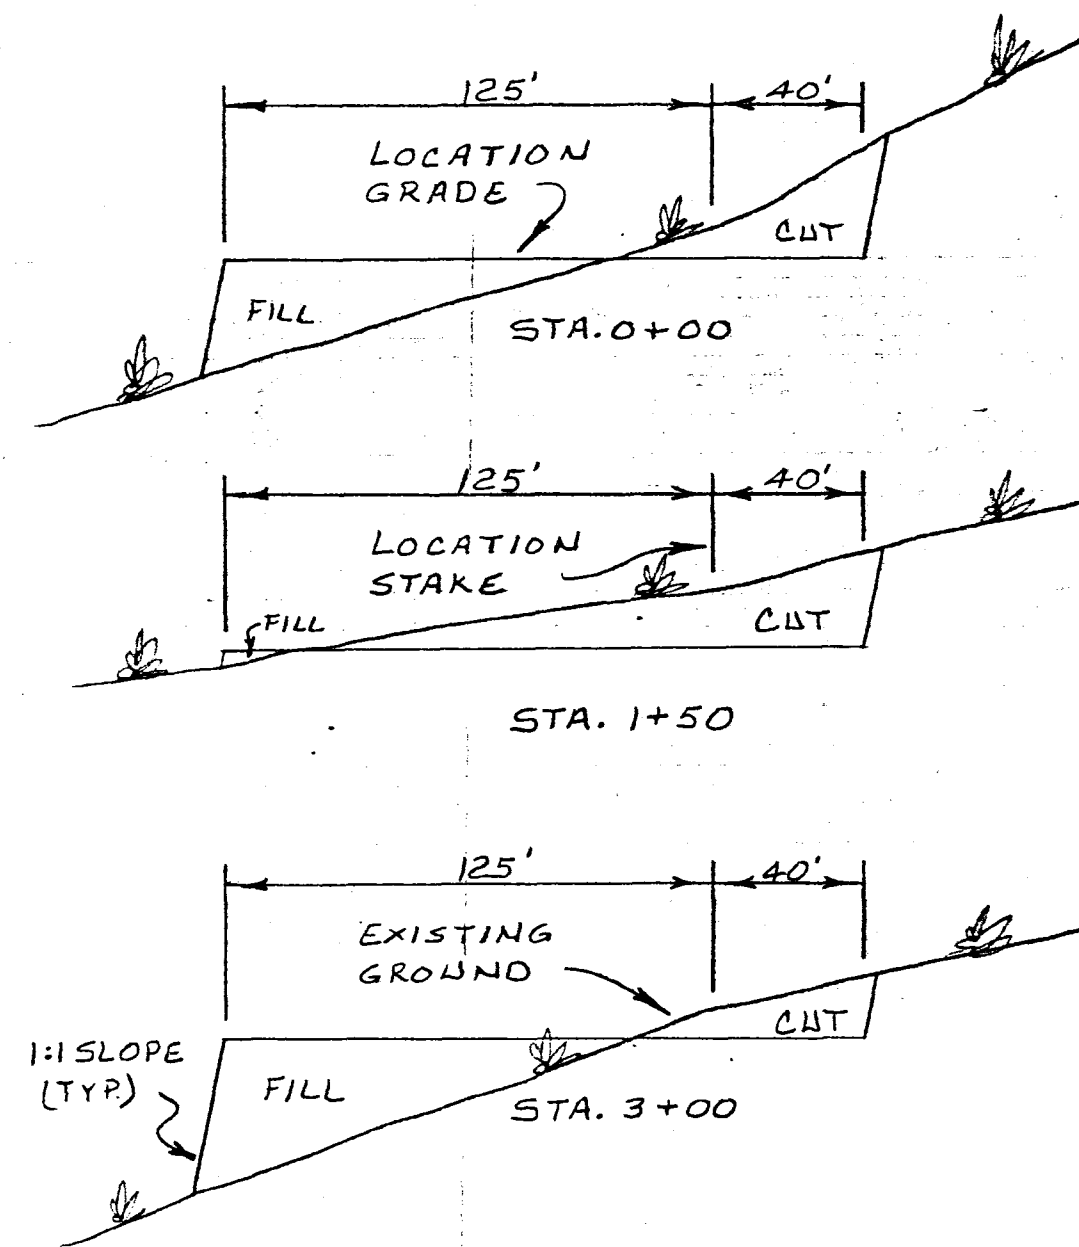 125' 40'
LOCATION
GRADE
CUT
FILL
STA. 0+00
125' 40'
LOCATION
STAKE
FILL
CUT
STA. 1+50
125' 40'
EXISTING
GROUND
CUT
1:1 SLOPE
(TYP.)
FILL
STA. 3+00